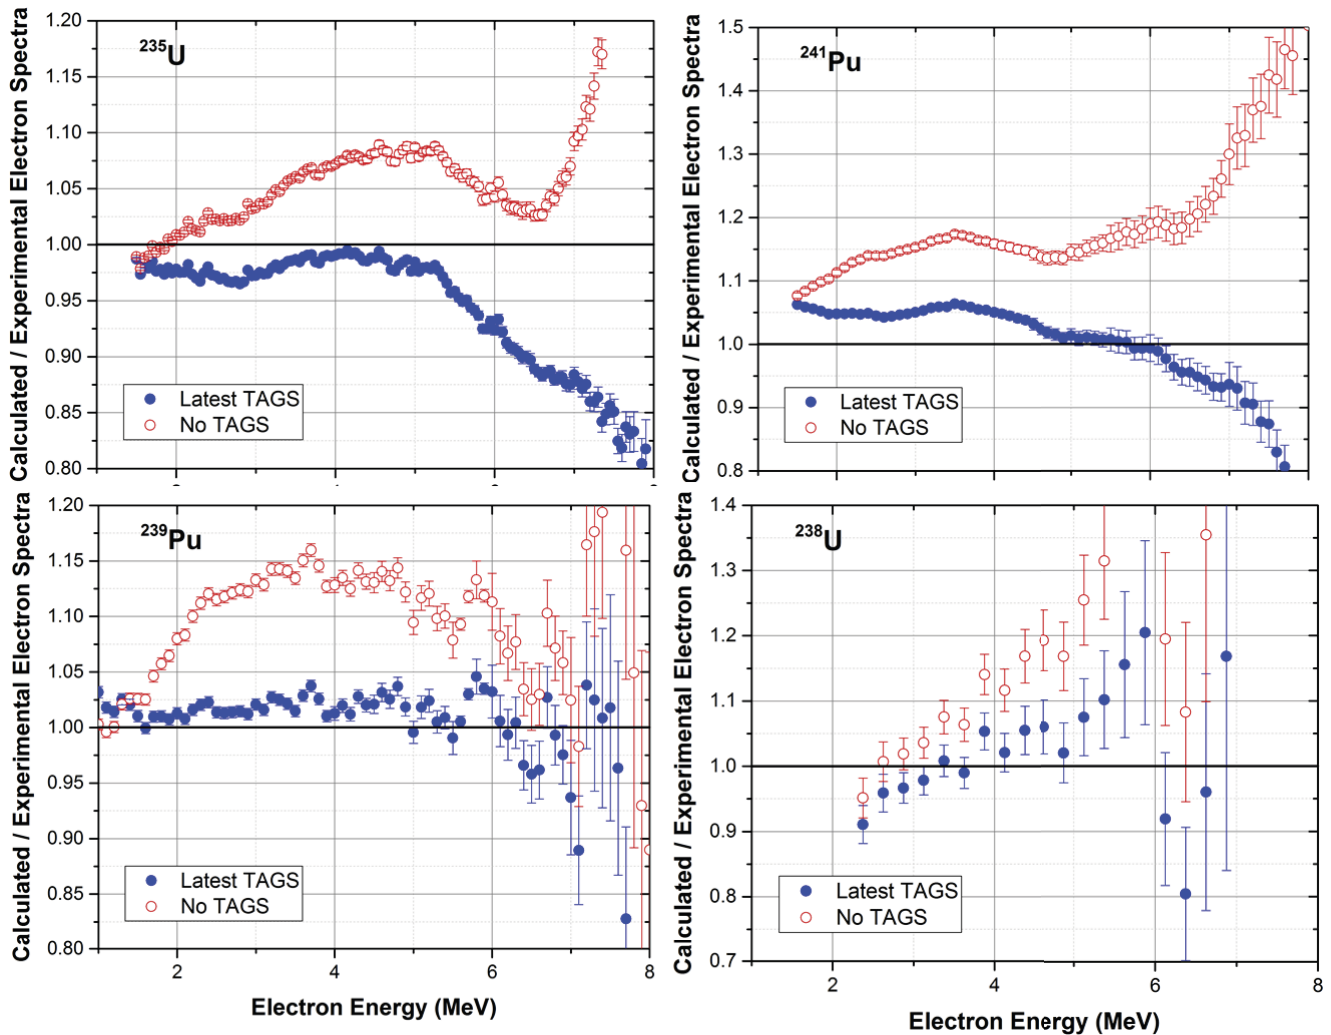 Calculated / Experimental Electron Spectra
1.20
1.15
1.10
1.05
1.00
0.95
0.90
0.85
0.80
²³⁵U
Latest TAGS
No TAGS
Calculated / Experimental Electron Spectra
1.5
1.4
1.3
1.2
1.1
1.0
0.9
0.8
²⁴¹Pu
Latest TAGS
No TAGS
Calculated / Experimental Electron Spectra
1.20
1.15
1.10
1.05
1.00
0.95
0.90
0.85
0.80
²³⁹Pu
Latest TAGS
No TAGS
2 4 6 8
Electron Energy (MeV)
Calculated / Experimental Electron Spectra
1.4
1.3
1.2
1.1
1.0
0.9
0.8
0.7
²³⁸U
Latest TAGS
No TAGS
2 4 6 8
Electron Energy (MeV)